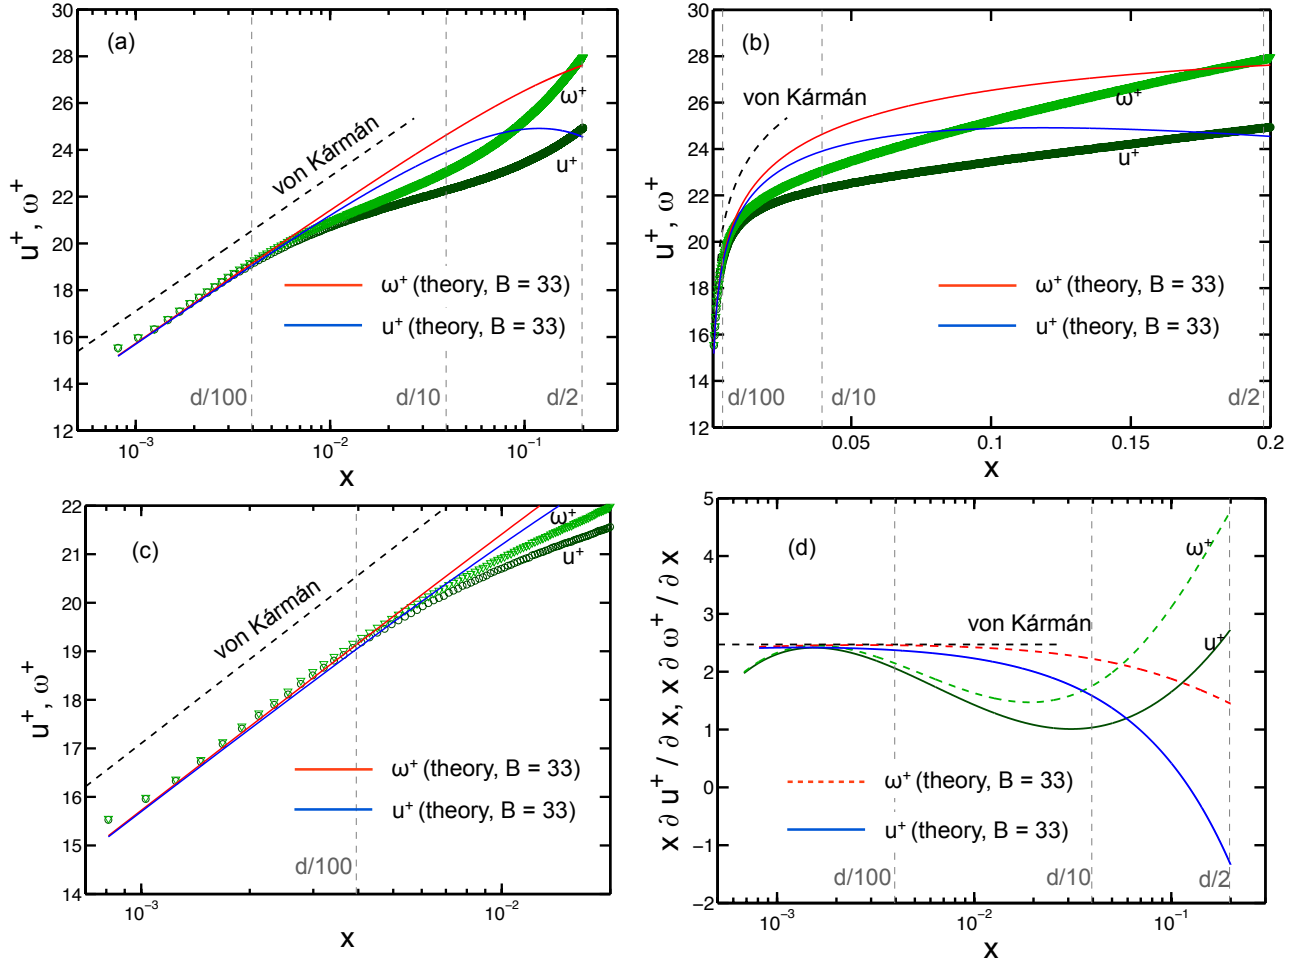 (a)
30
28
26
24
22
20
18
16
14
12
u⁺, ω⁺
von Kármán
ω⁺
u⁺
ω⁺ (theory, B = 33)
u⁺ (theory, B = 33)
d/100
d/10
d/2
10⁻³
10⁻²
10⁻¹
x
(b)
30
28
26
24
22
20
18
16
14
12
u⁺, ω⁺
von Kármán
ω⁺
u⁺
ω⁺ (theory, B = 33)
u⁺ (theory, B = 33)
d/100
d/10
d/2
0.05
0.1
0.15
0.2
x
(c)
22
21
20
19
18
17
16
15
14
u⁺, ω⁺
von Kármán
ω⁺
u⁺
ω⁺ (theory, B = 33)
u⁺ (theory, B = 33)
d/100
10⁻³
10⁻²
x
(d)
5
4
3
2
1
0
-1
-2
x ∂ u⁺ / ∂ x, x ∂ ω⁺ / ∂ x
von Kármán
ω⁺
u⁺
ω⁺ (theory, B = 33)
u⁺ (theory, B = 33)
d/100
d/10
d/2
10⁻³
10⁻²
10⁻¹
x